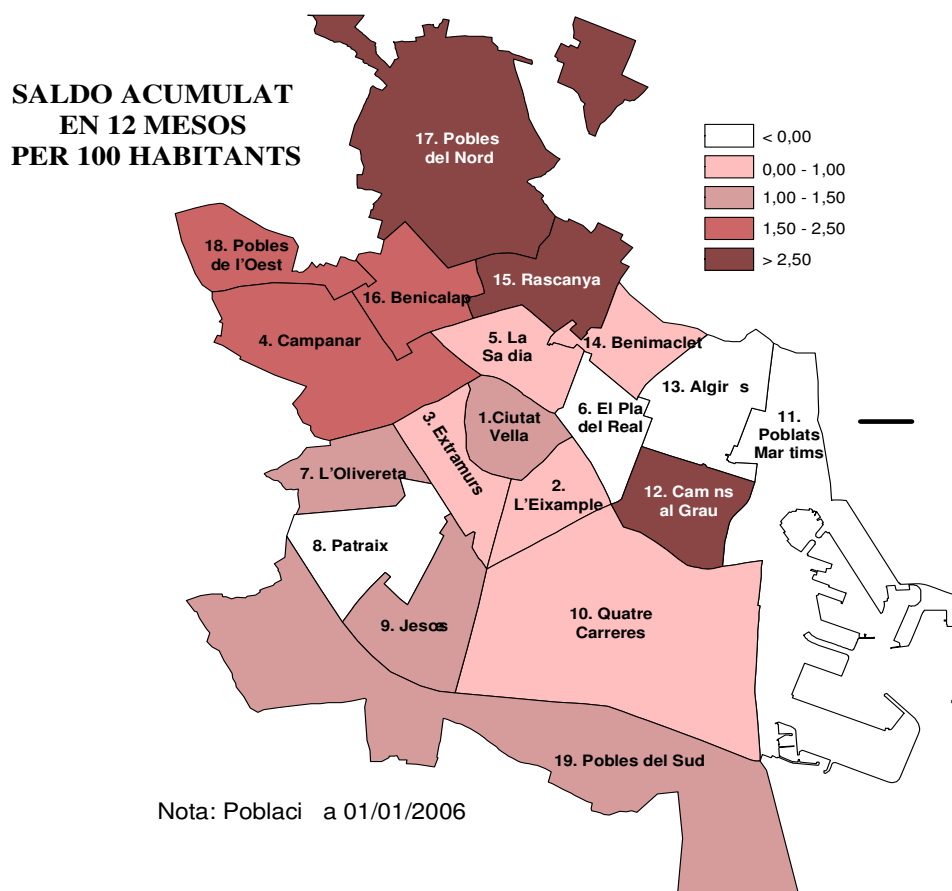 SALDO ACUMULAT
EN 12 MESOS
PER 100 HABITANTS
< 0,00
0,00 - 1,00
1,00 - 1,50
1,50 - 2,50
> 2,50
17. Pobles
del Nord
18. Pobles
de l'Oest
16. Benicalap
15. Rascanya
4. Campanar
5. La
Sa dia
14. Benimaclet
13. Algir s
11.
Poblats
Mar tims
6. El Pla
del Real
1.Ciutat
Vella
3. Extramurs
7. L'Olivereta
2.
L'Eixample
12. Cam ns
al Grau
8. Patraix
9. Jesús
10. Quatre
Carreres
19. Pobles del Sud
Nota: Poblaci a 01/01/2006